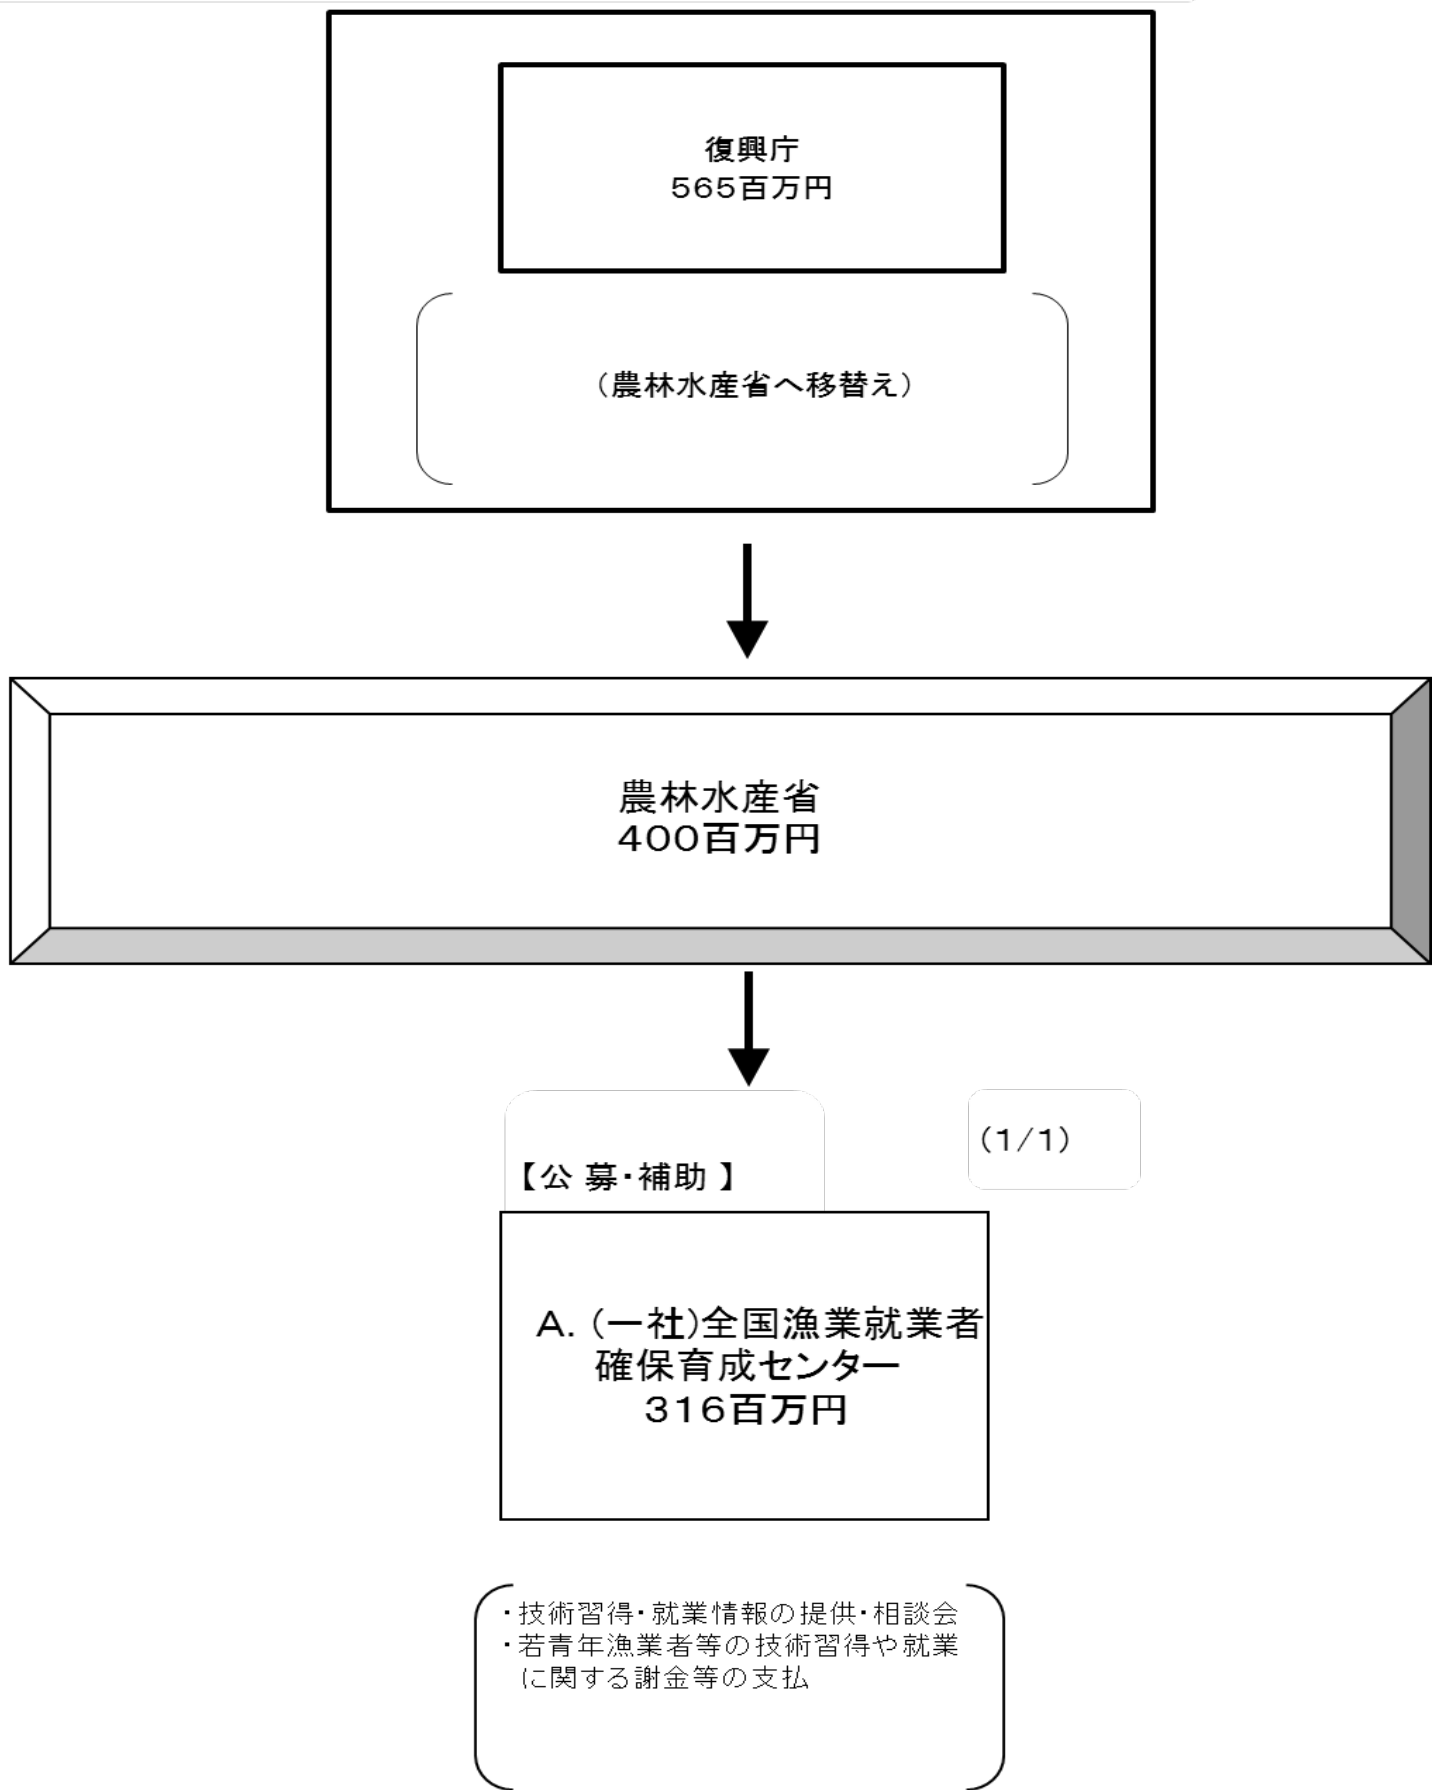 復興庁
565百万円
（農林水産省へ移替え）
農林水産省
400百万円
（1/1）
【公 募・補助 】
A. （一社）全国漁業就業者
確保育成センター
316百万円
・技術習得・就業情報の提供・相談会
・若青年漁業者等の技術習得や就業
に関する謝金等の支払